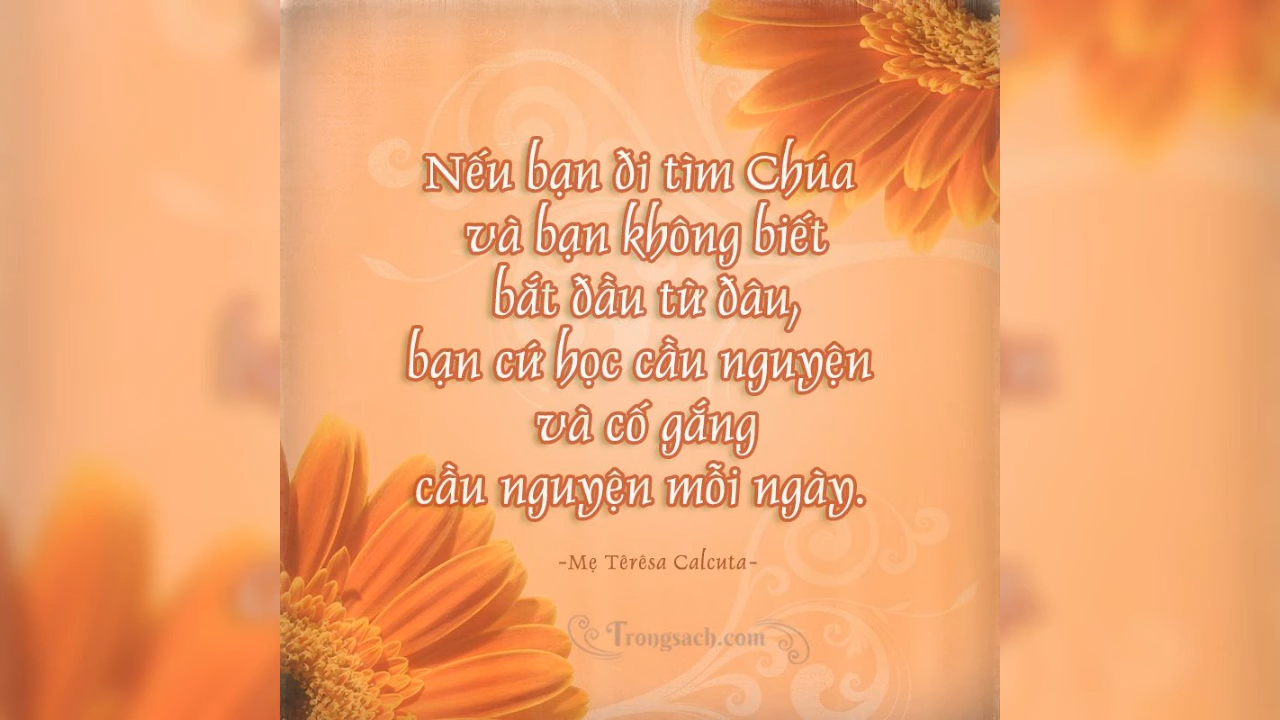 Nếu bạn đi tìm Chúa
và bạn không biết
bắt đầu từ đâu,
bạn cứ học cầu nguyện
và cố gắng
cầu nguyện mỗi ngày.
-Mẹ Têrêsa Calcuta-
Trongsach.com